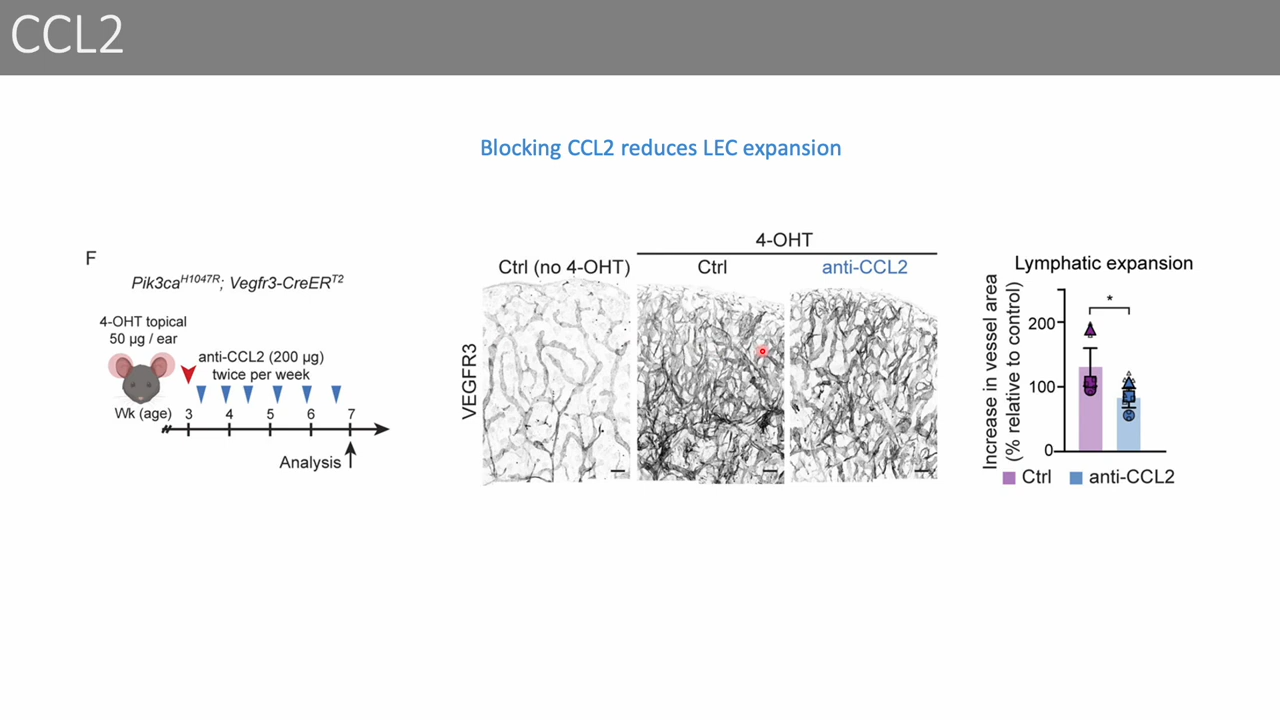 CCL2
Blocking CCL2 reduces LEC expansion
F
Pik3caH1047R; Vegfr3-CreERT2
4-OHT topical
50 µg / ear
anti-CCL2 (200 µg)
twice per week
Wk (age)
3 4 5 6 7
Analysis
4-OHT
Ctrl (no 4-OHT) Ctrl anti-CCL2
VEGFR3
Lymphatic expansion
Increase in vessel area
(% relative to control)
*
200
100
0
Ctrl anti-CCL2